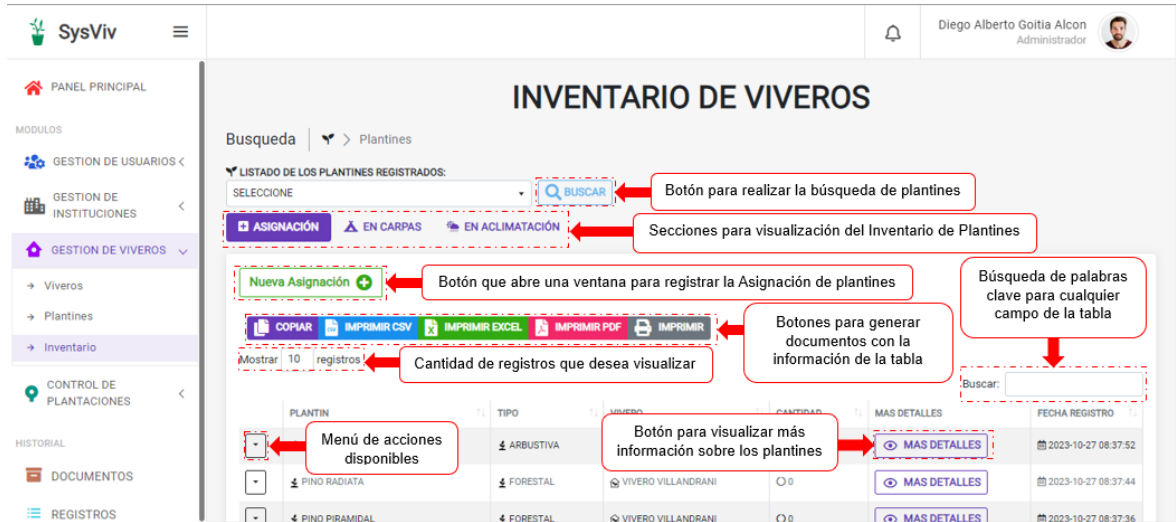 SysViv
Diego Alberto Goitia Alcon
Administrador
PANEL PRINCIPAL
MODULOS
GESTION DE USUARIOS
GESTION DE
INSTITUCIONES
GESTION DE VIVEROS
Viveros
Plantines
Inventario
CONTROL DE
PLANTACIONES
HISTORIAL
DOCUMENTOS
REGISTROS
INVENTARIO DE VIVEROS
Busqueda > Plantines
LISTADO DE LOS PLANTINES REGISTRADOS:
SELECCIONE
BUSCAR
Botón para realizar la búsqueda de plantines
ASIGNACIÓN EN CARPAS EN ACLIMATACIÓN
Secciones para visualización del Inventario de Plantines
Nueva Asignación
Botón que abre una ventana para registrar la Asignación de plantines
Búsqueda de palabras
clave para cualquier
campo de la tabla
COPIAR IMPRIMIR CSV IMPRIMIR EXCEL IMPRIMIR PDF IMPRIMIR
Botones para generar
documentos con la
información de la tabla
Mostrar 10 registros
Cantidad de registros que desea visualizar
Buscar:
PLANTIN TIPO VIVERO CANTIDAD MAS DETALLES FECHA REGISTRO
Menú de acciones
disponibles
ARBUSTIVA
Botón para visualizar más
información sobre los plantines
MAS DETALLES 2023-10-27 08:37:52
PINO RADIATA FORESTAL VIVERO VILLANDRANI 0 MAS DETALLES 2023-10-27 08:37:44
PINO PIRAMIDAL FORESTAL VIVERO VILLANDRANI 0 MAS DETALLES 2023-10-27 08:37:36